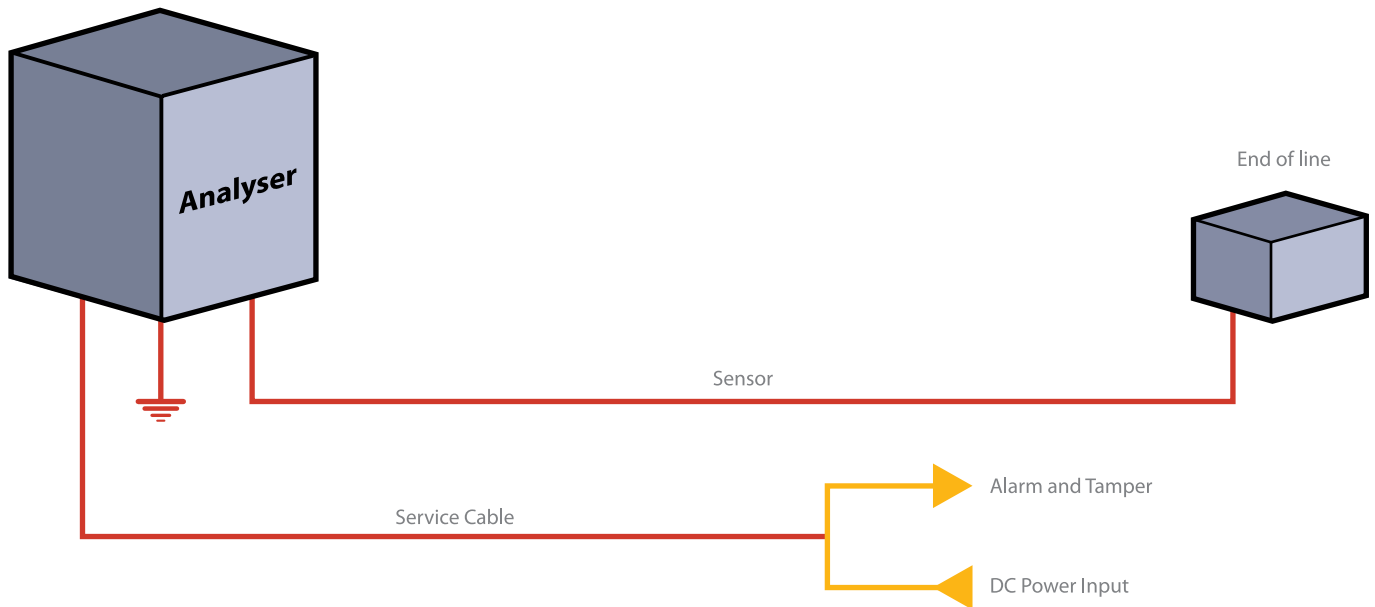 Analyser
End of line
Sensor
Alarm and Tamper
Service Cable
DC Power Input